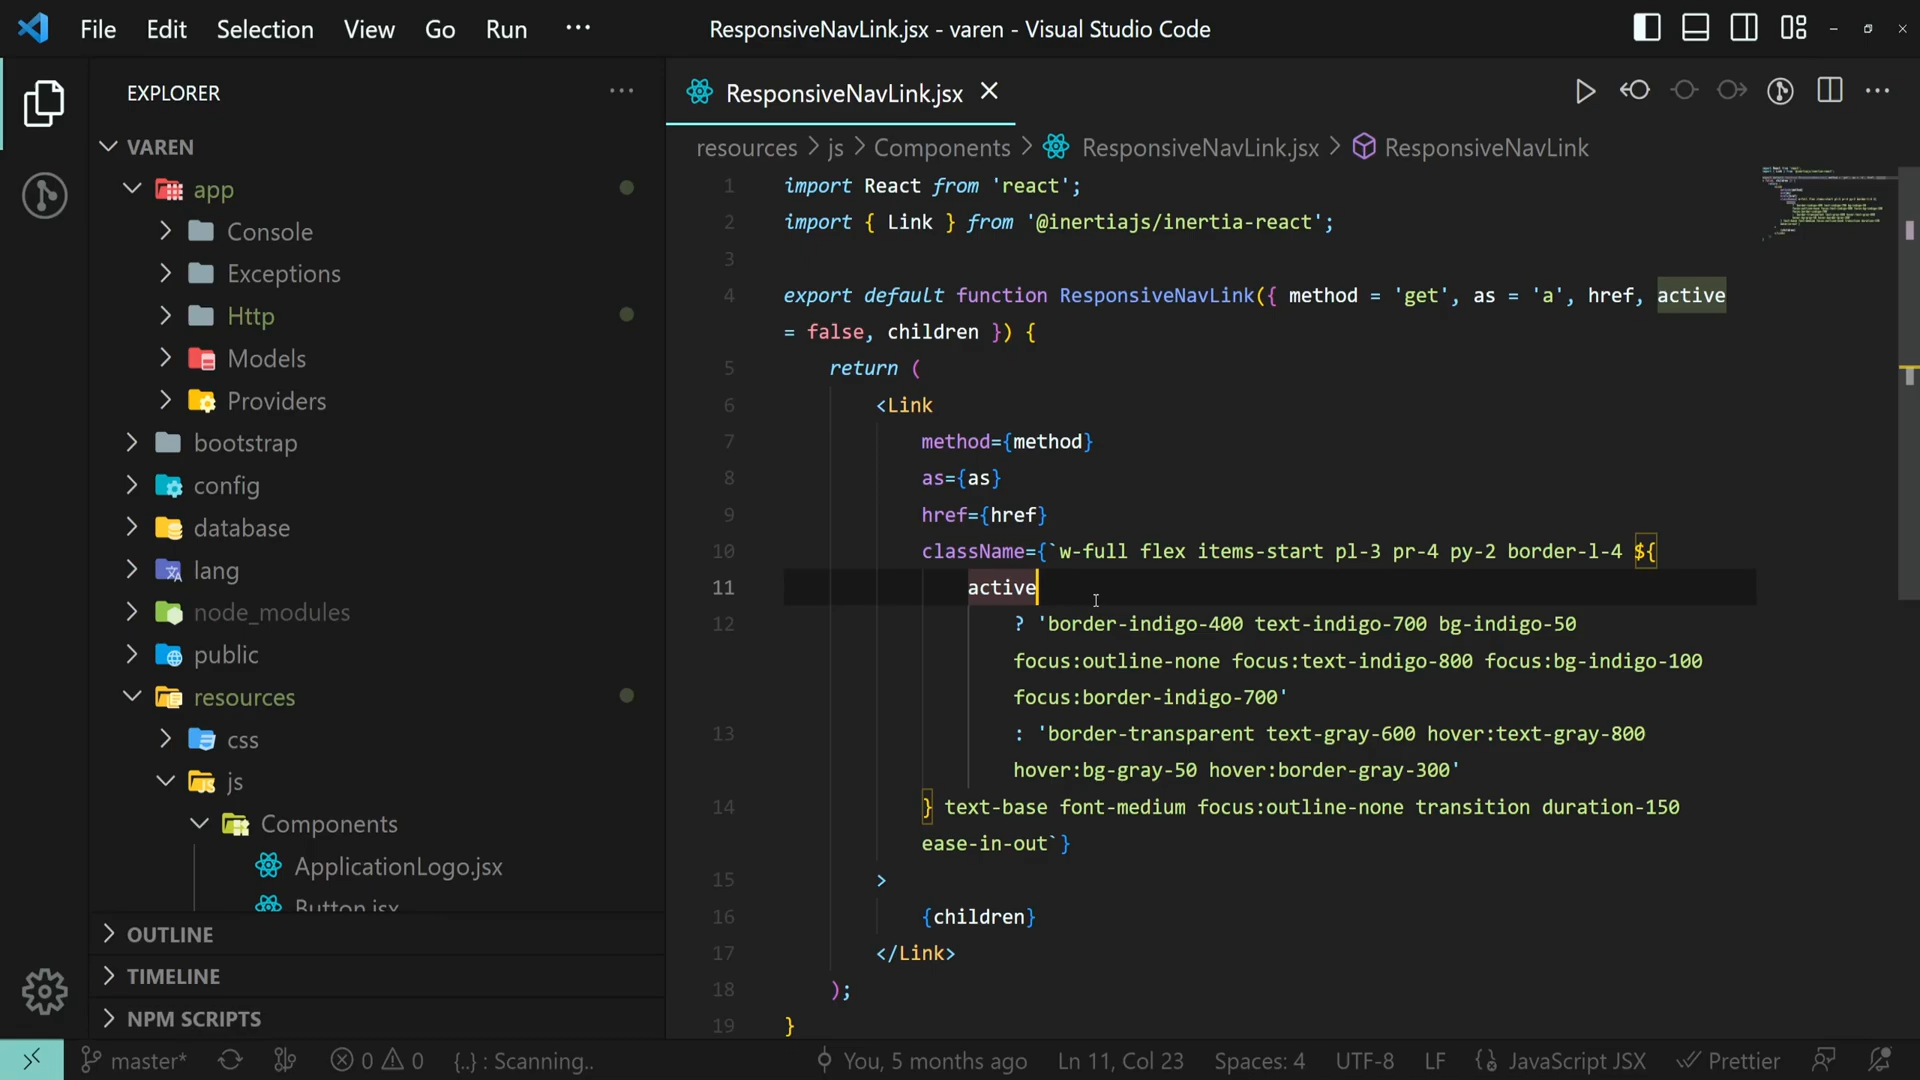 File Edit Selection View Go Run ··· ResponsiveNavLink.jsx - varen - Visual Studio Code
EXPLORER
VAREN
app
Console
Exceptions
Http
Models
Providers
bootstrap
config
database
lang
node_modules
public
resources
css
js
Components
ApplicationLogo.jsx
Button.jsx
OUTLINE
TIMELINE
NPM SCRIPTS
ResponsiveNavLink.jsx
resources > js > Components > ResponsiveNavLink.jsx > ResponsiveNavLink
1 import React from 'react';
2 import { Link } from '@inertiajs/inertia-react';
3
4 export default function ResponsiveNavLink({ method = 'get', as = 'a', href, active
= false, children }) {
5 return (
6 <Link
7 method={method}
8 as={as}
9 href={href}
10 className={`w-full flex items-start pl-3 pr-4 py-2 border-l-4 ${
11 active
12 ? 'border-indigo-400 text-indigo-700 bg-indigo-50
focus:outline-none focus:text-indigo-800 focus:bg-indigo-100
focus:border-indigo-700'
13 : 'border-transparent text-gray-600 hover:text-gray-800
hover:bg-gray-50 hover:border-gray-300'
14 } text-base font-medium focus:outline-none transition duration-150
ease-in-out`}
15 >
16 {children}
17 </Link>
18 );
19 }
master* 0 0 {..} : Scanning.. You, 5 months ago Ln 11, Col 23 Spaces: 4 UTF-8 LF JavaScript JSX Prettier